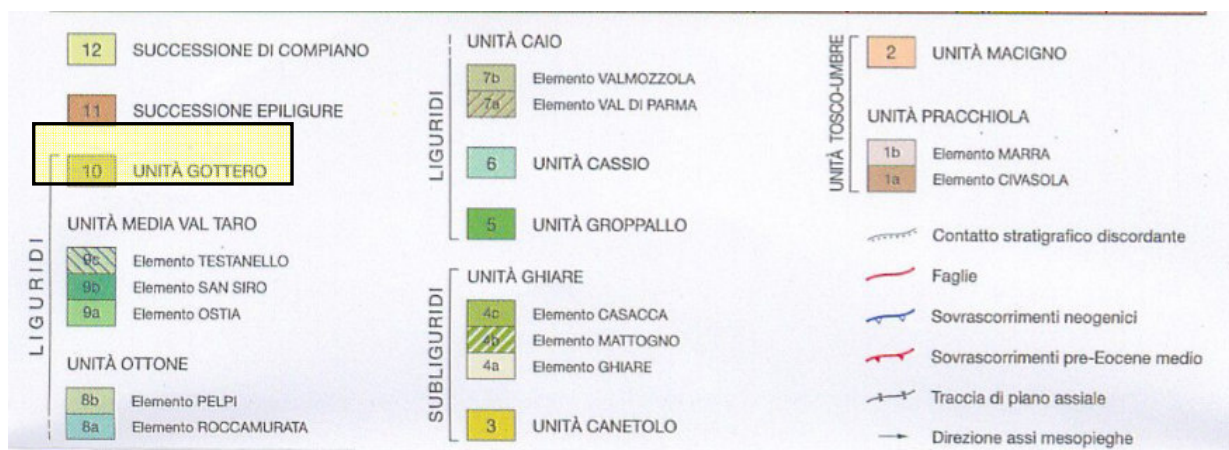 12 SUCCESSIONE DI COMPIANO
11 SUCCESSIONE EPILIGURE
LIGURIDI
10 UNITÀ GOTTERO
UNITÀ MEDIA VAL TARO
9c Elemento TESTANELLO
9b Elemento SAN SIRO
9a Elemento OSTIA
UNITÀ OTTONE
8b Elemento PELPI
8a Elemento ROCCAMURATA
LIGURIDI
UNITÀ CAIO
7b Elemento VALMOZZOLA
7a Elemento VAL DI PARMA
6 UNITÀ CASSIO
5 UNITÀ GROPPALLO
SUBLIGURIDI
UNITÀ GHIARE
4c Elemento CASACCA
4b Elemento MATTOGNO
4a Elemento GHIARE
3 UNITÀ CANETOLO
UNITÀ TOSCO-UMBRE
2 UNITÀ MACIGNO
UNITÀ PRACCHIOLA
1b Elemento MARRA
1a Elemento CIVASOLA
Contatto stratigrafico discordante
Faglie
Sovrascorrimenti neogenici
Sovrascorrimenti pre-Eocene medio
Traccia di piano assiale
Direzione assi mesopieghe